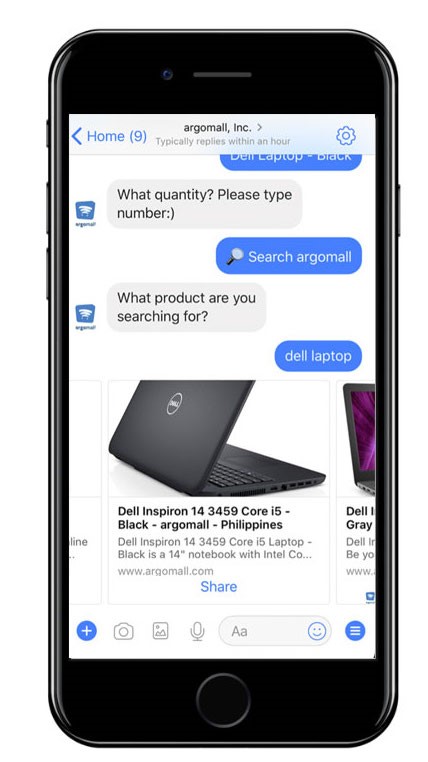 Home (9)
argomall, Inc.
Typically replies within an hour
Dell Laptop - Black
What quantity? Please type
number:)
argomall
🔎 Search argomall
What product are you
searching for?
argomall
dell laptop
DELL
Dell Inspiron 14 3459 Core i5 -
Black - argomall - Philippines
Dell Inspiron 14 3459 Core i5 Laptop -
Black is a 14" notebook with Intel Co...
www.argomall.com
Share
Gray
Be yo
Aa